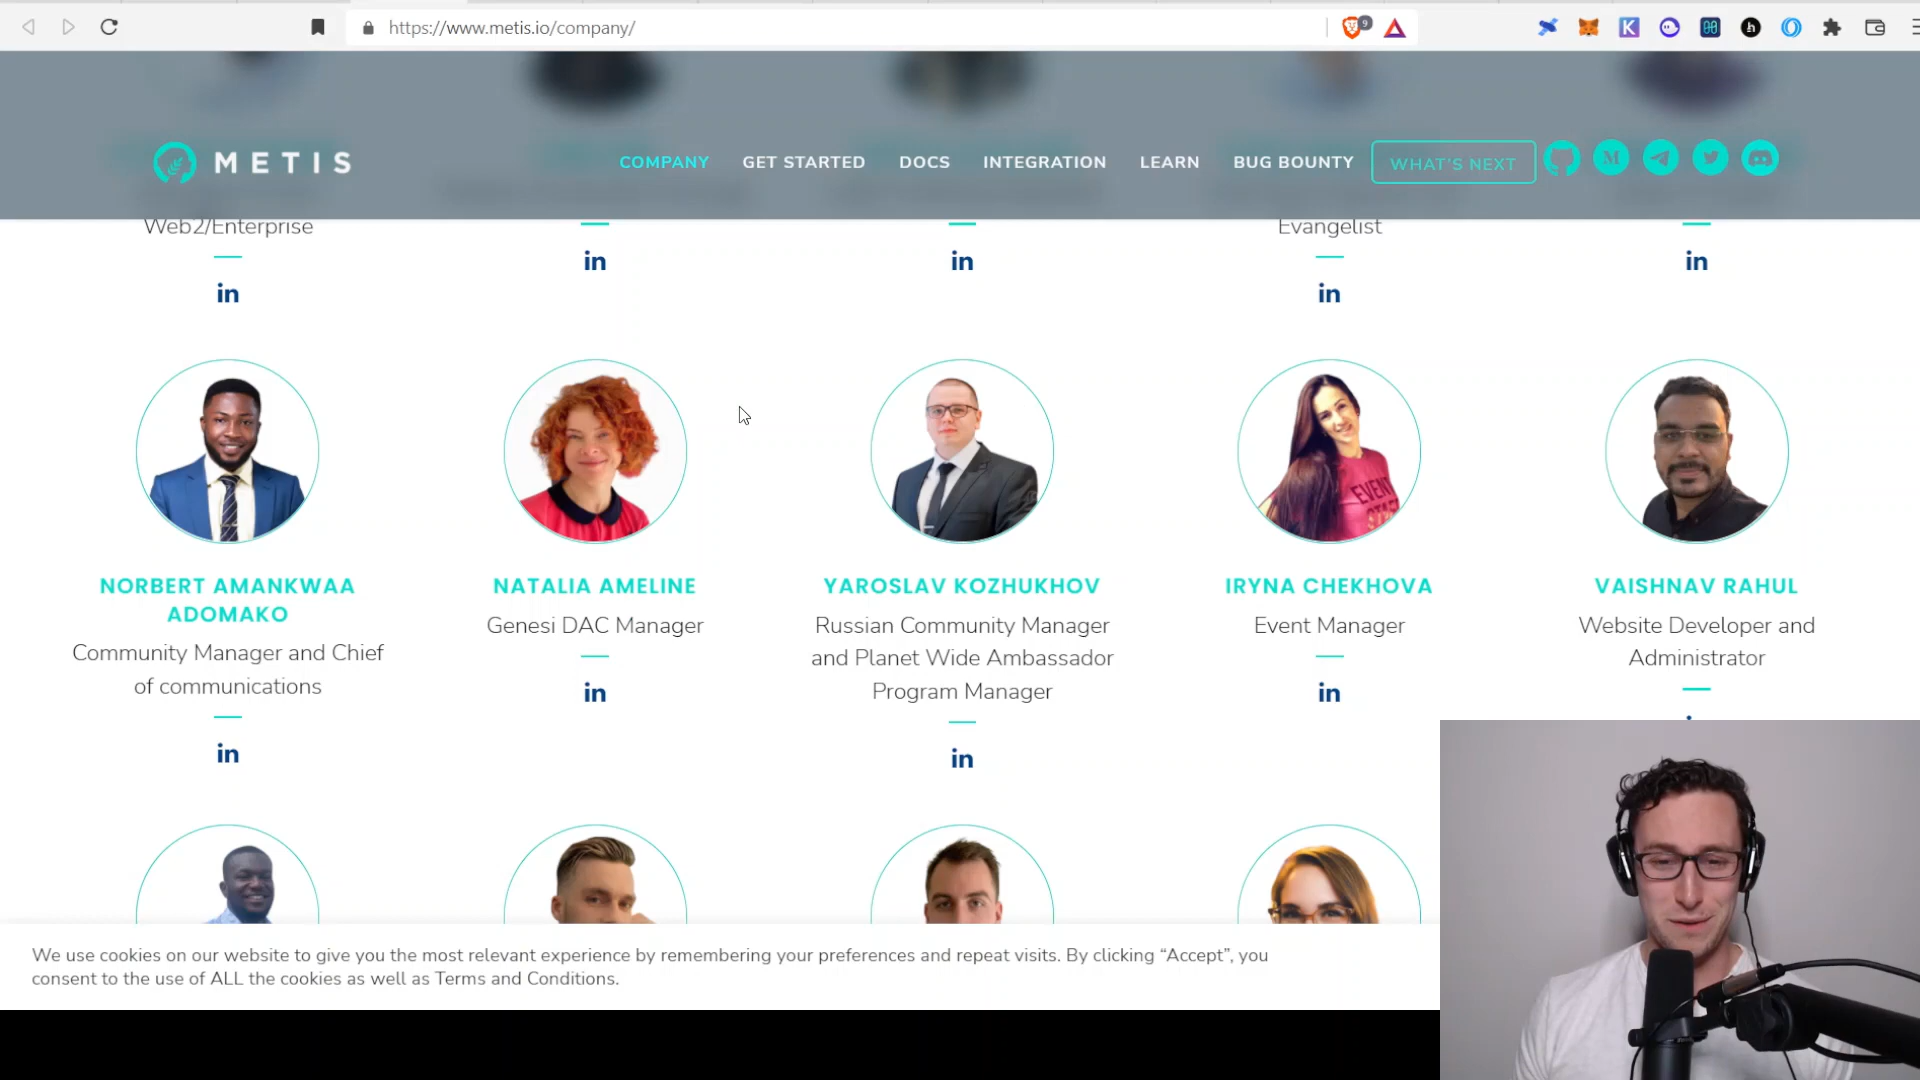 https://www.metis.io/company/
9
METIS
COMPANY
GET STARTED
DOCS
INTEGRATION
LEARN
BUG BOUNTY
WHAT'S NEXT
Web2/Enterprise
Evangelist
in
in
in
in
in
NORBERT AMANKWAA
ADOMAKO
Community Manager and Chief
of communications
in
NATALIA AMELINE
Genesi DAC Manager
in
YAROSLAV KOZHUKHOV
Russian Community Manager
and Planet Wide Ambassador
Program Manager
in
EVENT
IRYNA CHEKHOVA
Event Manager
in
VAISHNAV RAHUL
Website Developer and
Administrator
We use cookies on our website to give you the most relevant experience by remembering your preferences and repeat visits. By clicking “Accept”, you
consent to the use of ALL the cookies as well as Terms and Conditions.